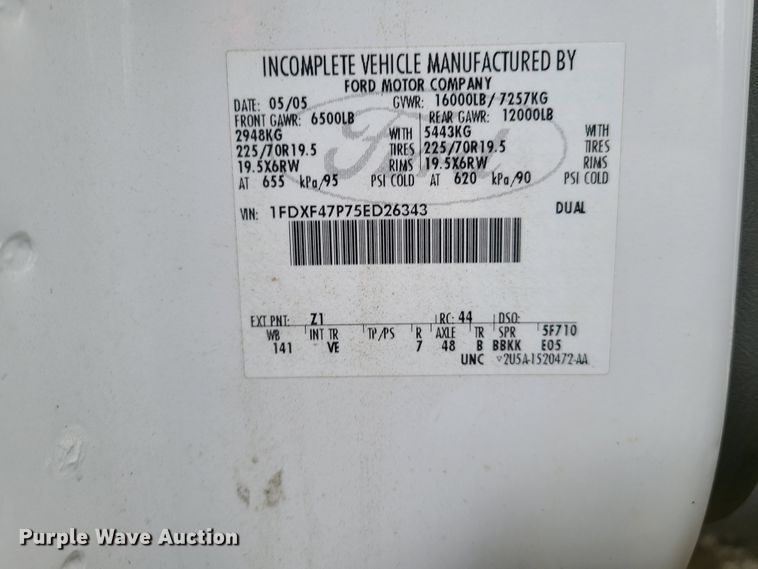 INCOMPLETE VEHICLE MANUFACTURED BY
FORD MOTOR COMPANY
DATE: 05/05 GVWR: 16000LB/ 7257KG
FRONT GAWR: 6500LB REAR GAWR: 12000LB
2948KG WITH 5443KG WITH
225/70R19.5 TIRES 225/70R19.5 TIRES
19.5X6RW RIMS 19.5X6RW RIMS
AT 655 kPa/95 PSI COLD AT 620 kPa/90 PSI COLD
Ford
VIN: 1FDXF47P75ED26343 DUAL
EXT PNT: Z1 RC: 44 DSO:
WB INT TR TP/PS R AXLE TR SPR 5F710
141 VE 7 48 B BBKK E05
UNC 2U5A-1520472-AA
Purple Wave Auction